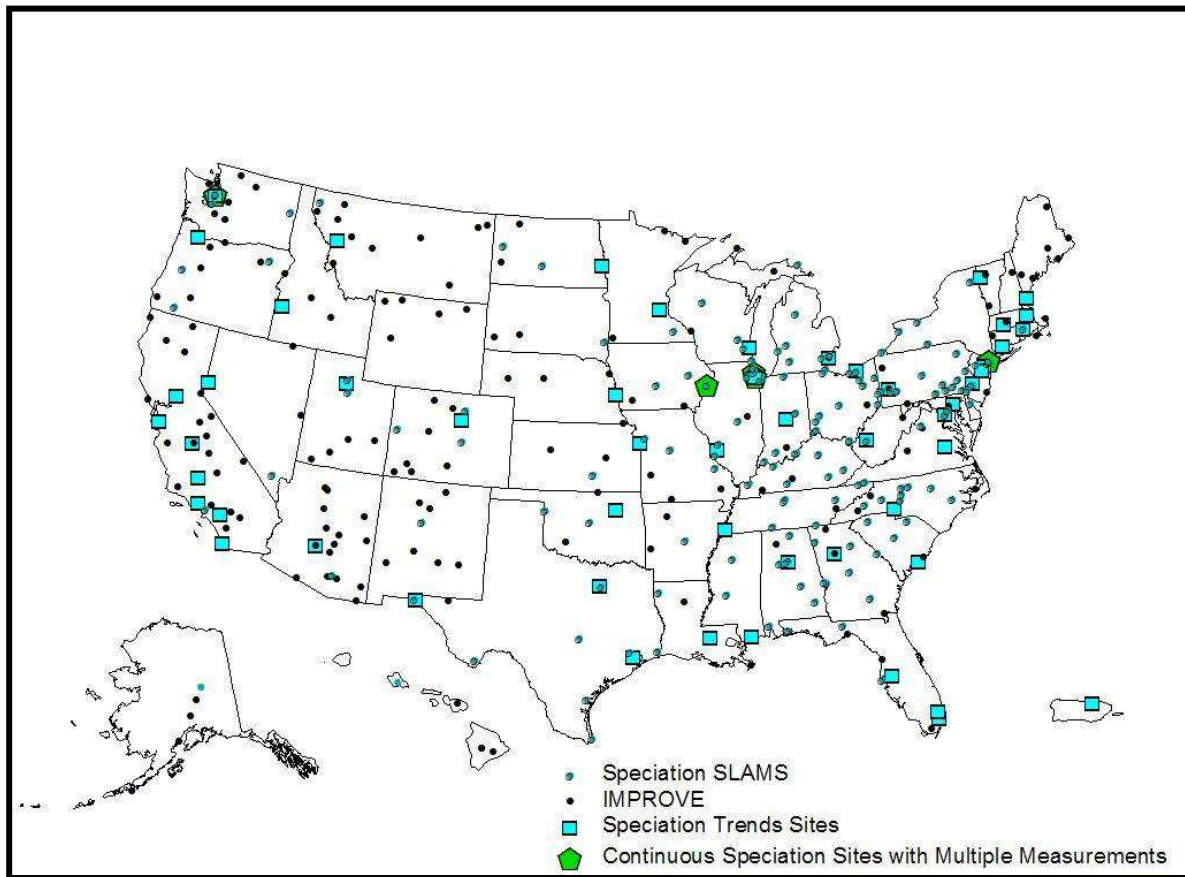 Speciation SLAMS
IMPROVE
Speciation Trends Sites
Continuous Speciation Sites with Multiple Measurements